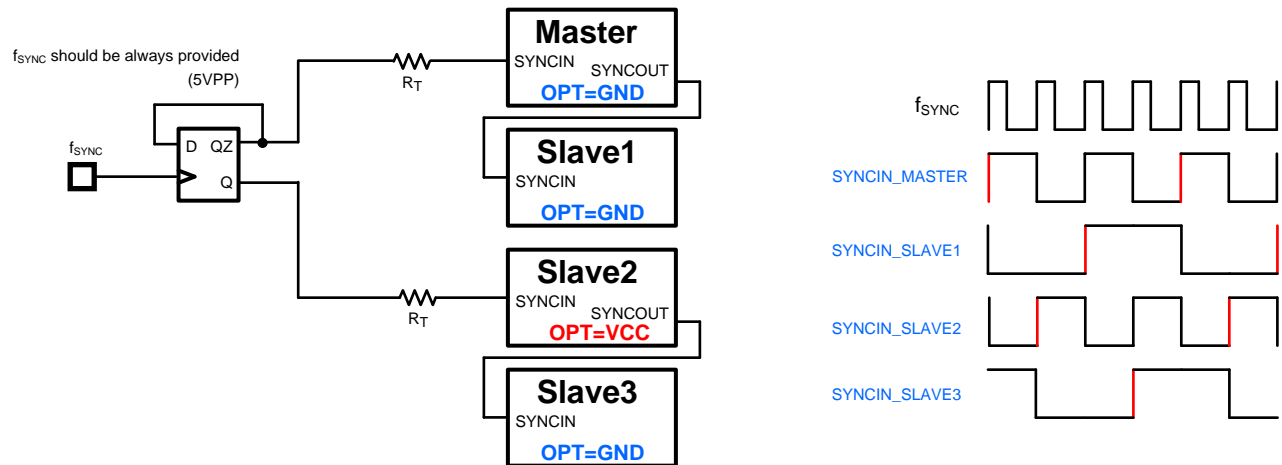 fSYNC should be always provided
(5VPP)
fSYNC
D QZ
Q
RT
Master
SYNCIN
SYNCOUT
OPT=GND
Slave1
SYNCIN
OPT=GND
RT
Slave2
SYNCIN
SYNCOUT
OPT=VCC
Slave3
SYNCIN
OPT=GND
fSYNC
SYNCIN_MASTER
SYNCIN_SLAVE1
SYNCIN_SLAVE2
SYNCIN_SLAVE3